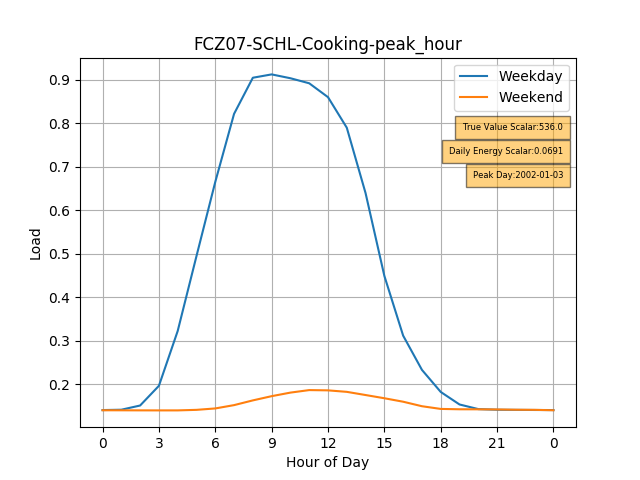 FCZ07-SCHL-Cooking-peak_hour
Weekday
Weekend
True Value Scalar:536.0
Daily Energy Scalar:0.0691
Peak Day:2002-01-03
Load
0.9
0.8
0.7
0.6
0.5
0.4
0.3
0.2
0 3 6 9 12 15 18 21 0
Hour of Day